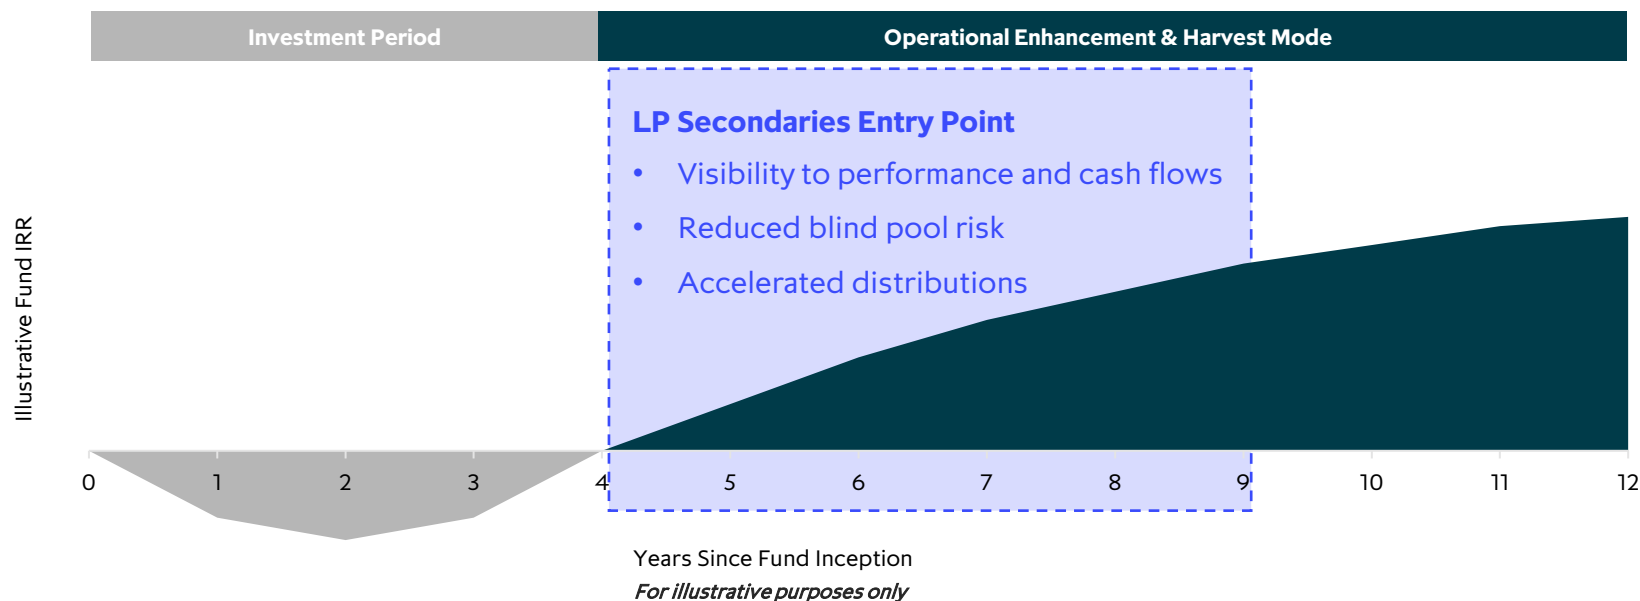 Investment Period
Operational Enhancement & Harvest Mode
LP Secondaries Entry Point
• Visibility to performance and cash flows
• Reduced blind pool risk
• Accelerated distributions
Illustrative Fund IRR
0 1 2 3 4 5 6 7 8 9 10 11 12
Years Since Fund Inception
For illustrative purposes only